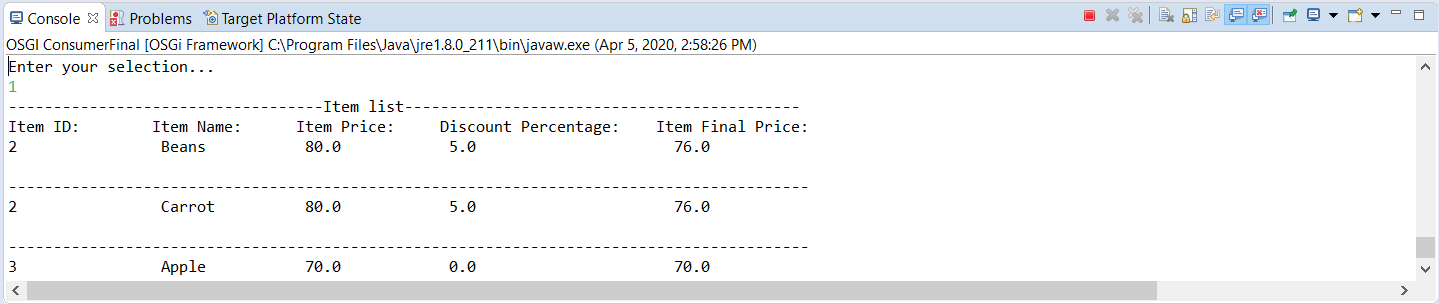 Console Problems Target Platform State
OSGI ConsumerFinal [OSGi Framework] C:\Program Files\Java\jre1.8.0_211\bin\javaw.exe (Apr 5, 2020, 2:58:26 PM)
Enter your selection...
1
-----------------------------------Item list--------------------------------------------
Item ID:        Item Name:      Item Price:     Discount Percentage:    Item Final Price:
2                Beans           80.0            5.0                      76.0
-----------------------------------------------------------------------------------------
2                Carrot          80.0            5.0                      76.0
-----------------------------------------------------------------------------------------
3                Apple           70.0            0.0                      70.0